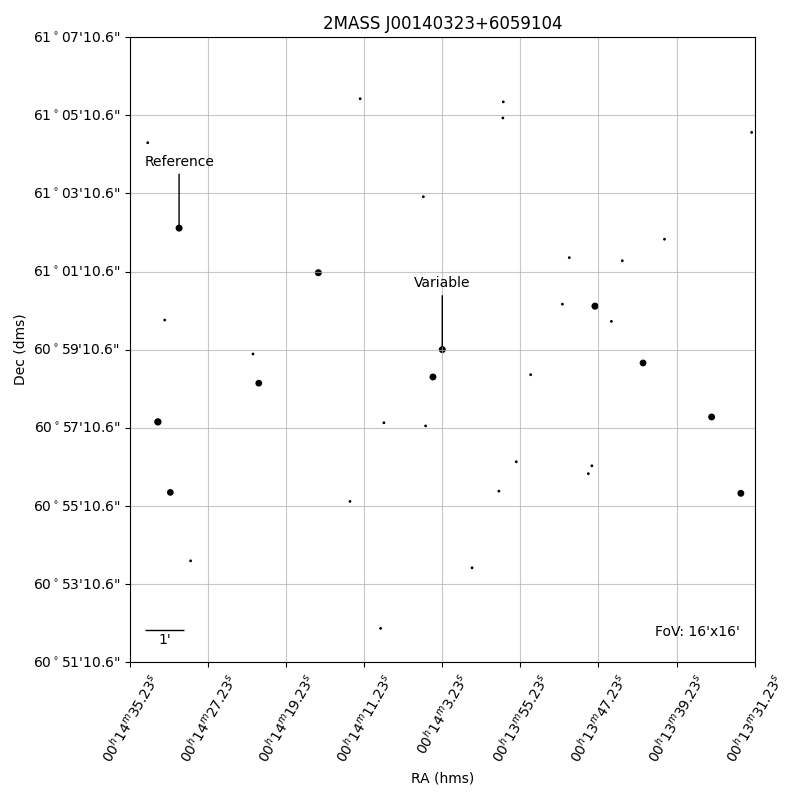 2MASS J00140323+6059104
61°07'10.6"
61°05'10.6"
61°03'10.6"
61°01'10.6"
60°59'10.6"
60°57'10.6"
60°55'10.6"
60°53'10.6"
60°51'10.6"
Dec (dms)
Reference
Variable
1'
FoV: 16'x16'
00h14m35.23s
00h14m27.23s
00h14m19.23s
00h14m11.23s
00h14m3.23s
00h13m55.23s
00h13m47.23s
00h13m39.23s
00h13m31.23s
RA (hms)